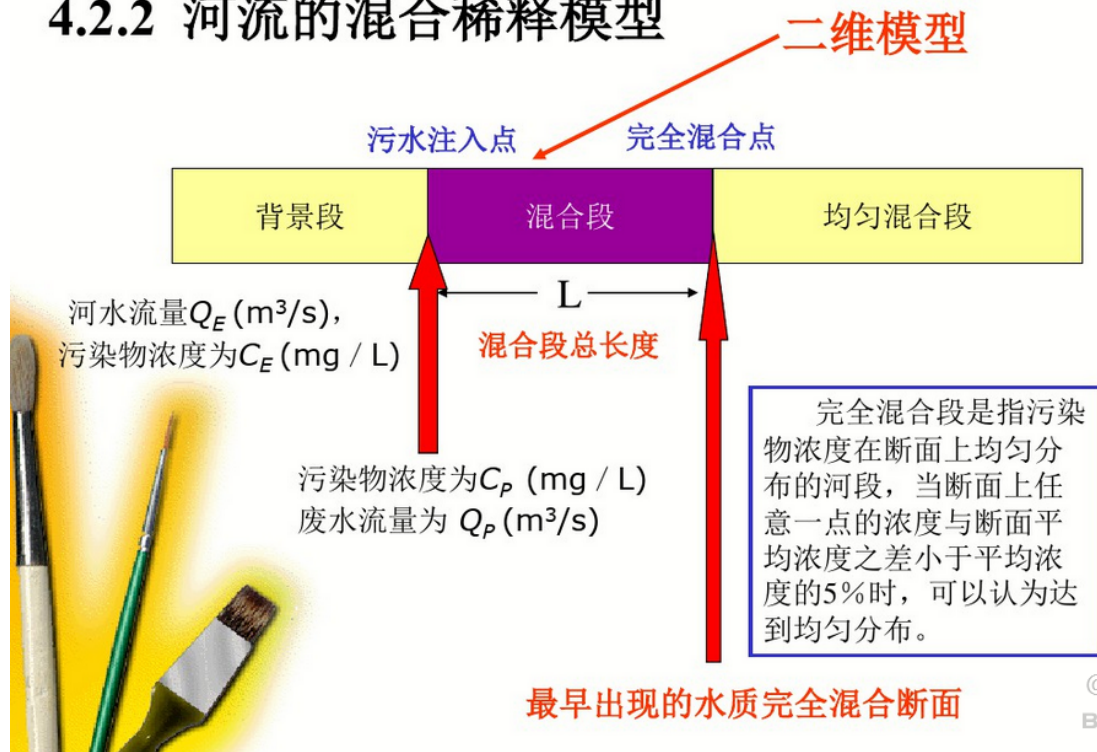 4.2.2 河流的混合稀释模型
二维模型
污水注入点
完全混合点
背景段
混合段
均匀混合段
L
河水流量Q_E (m³/s)，
污染物浓度为C_E (mg / L)
混合段总长度
污染物浓度为C_P (mg / L)
废水流量为 Q_P (m³/s)
完全混合段是指污染
物浓度在断面上均匀分
布的河段，当断面上任
意一点的浓度与断面平
均浓度之差小于平均浓
度的5%时，可以认为达
到均匀分布。
最早出现的水质完全混合断面